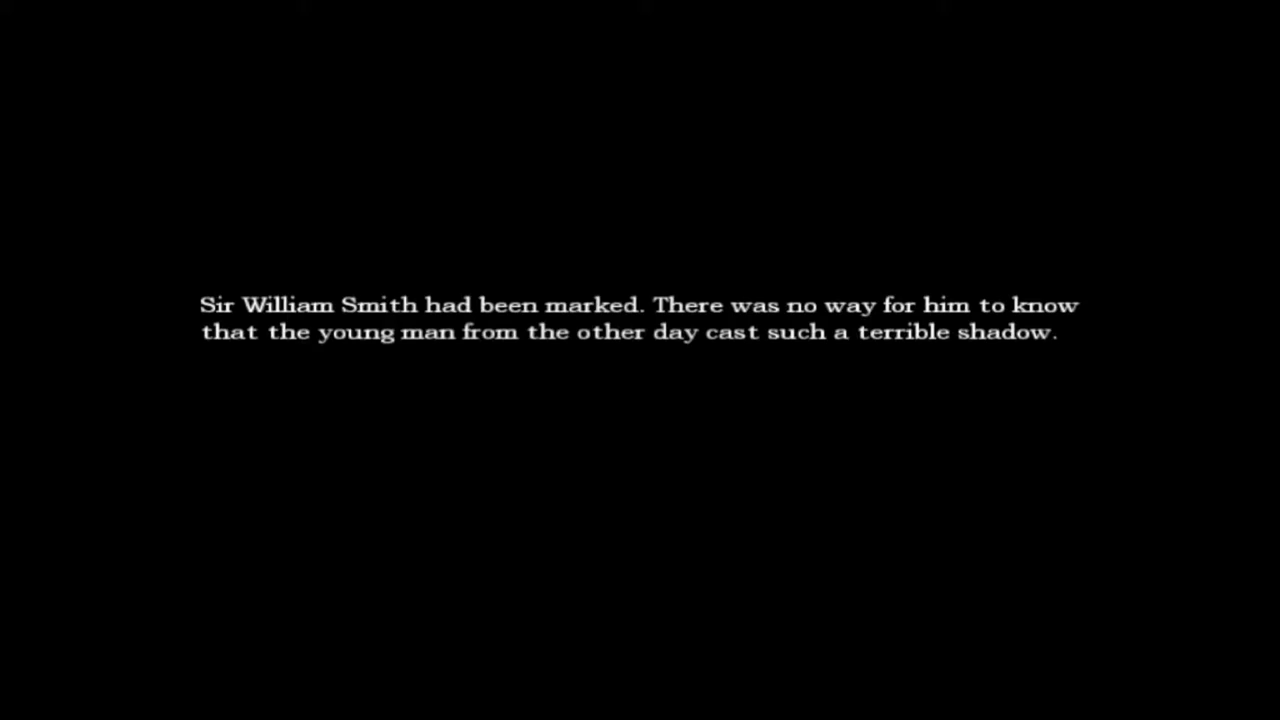 Sir William Smith had been marked. There was no way for him to know
that the young man from the other day cast such a terrible shadow.